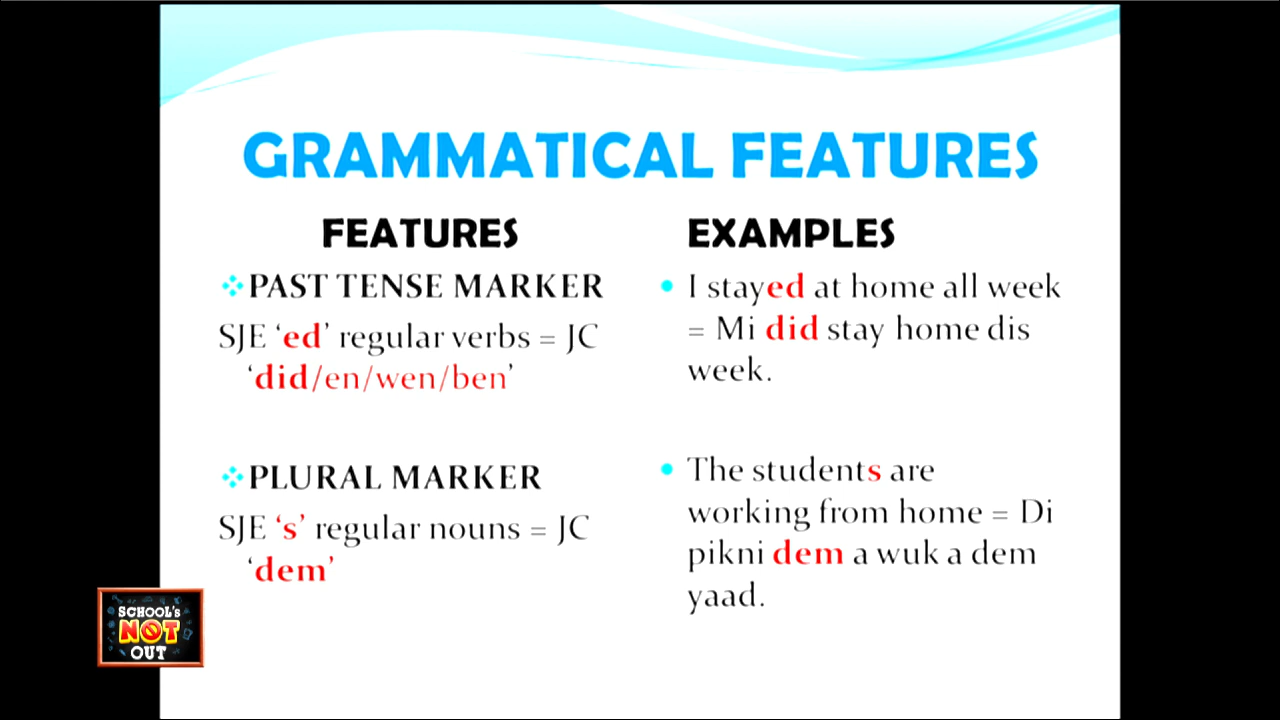 GRAMMATICAL FEATURES
FEATURES
PAST TENSE MARKER
SJE ‘ed’ regular verbs = JC
‘did/en/wen/ben’
PLURAL MARKER
SJE ‘s’ regular nouns = JC
‘dem’
EXAMPLES
I stayed at home all week
= Mi did stay home dis
week.
The students are
working from home = Di
pikni dem a wuk a dem
yaad.
SCHOOL'S
NOT
OUT